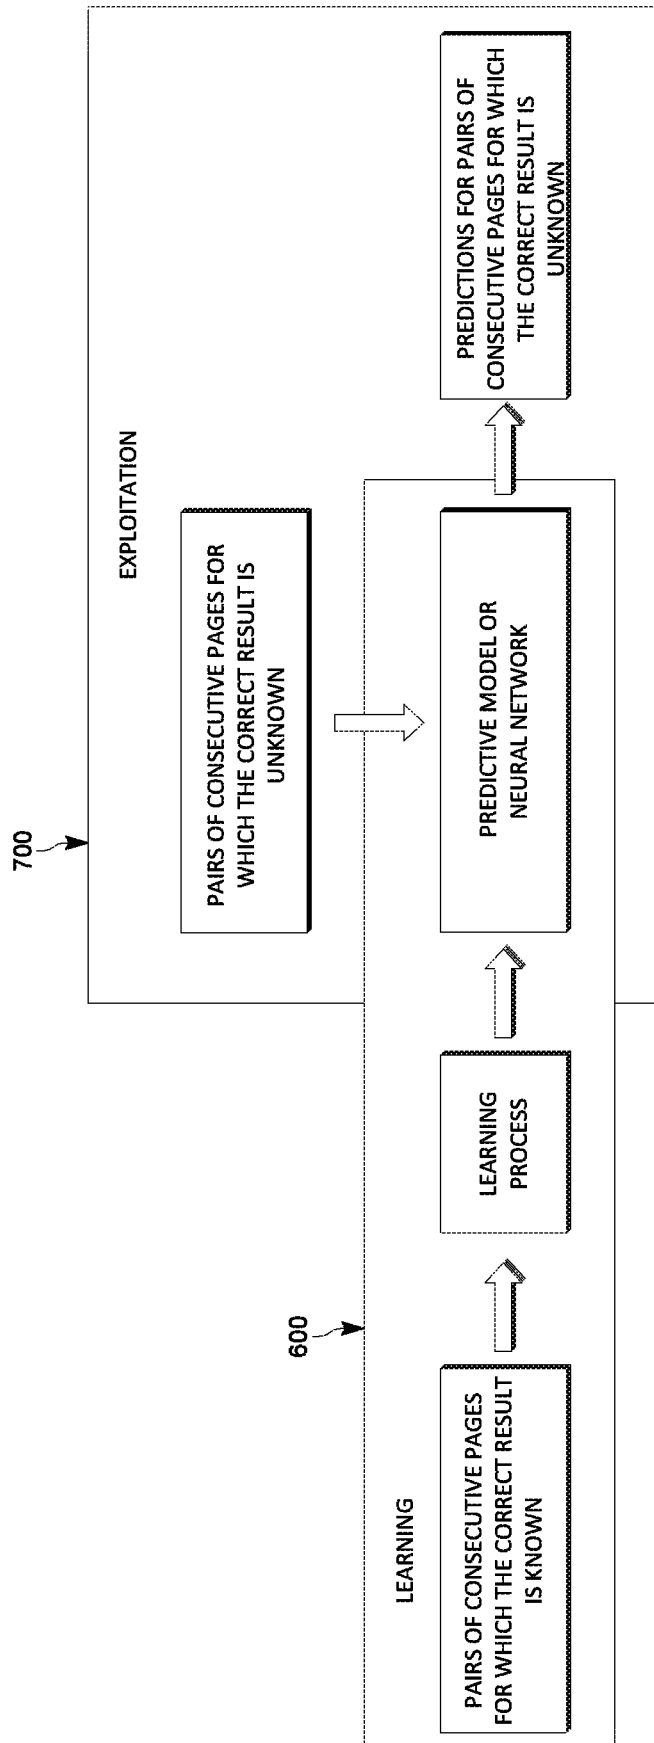 700
EXPLOITATION
PAIRS OF CONSECUTIVE PAGES FOR
WHICH THE CORRECT RESULT IS
UNKNOWN
600
LEARNING
PAIRS OF CONSECUTIVE PAGES
FOR WHICH THE CORRECT RESULT
IS KNOWN
LEARNING
PROCESS
PREDICTIVE MODEL OR
NEURAL NETWORK
PREDICTIONS FOR PAIRS OF
CONSECUTIVE PAGES FOR WHICH
THE CORRECT RESULT IS
UNKNOWN